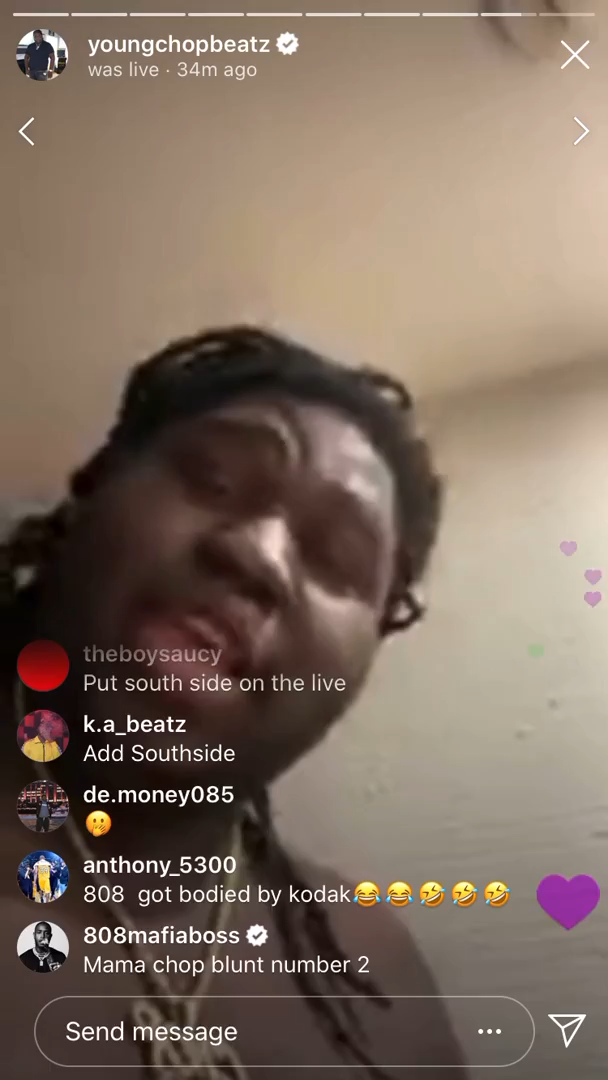 youngchopbeatz
was live · 34m ago
theboysaucy
Put south side on the live
k.a_beatz
Add Southside
de.money085
🤭
anthony_5300
808 got bodied by kodak😂😂🤣🤣🤣
808mafiaboss
Mama chop blunt number 2
Send message